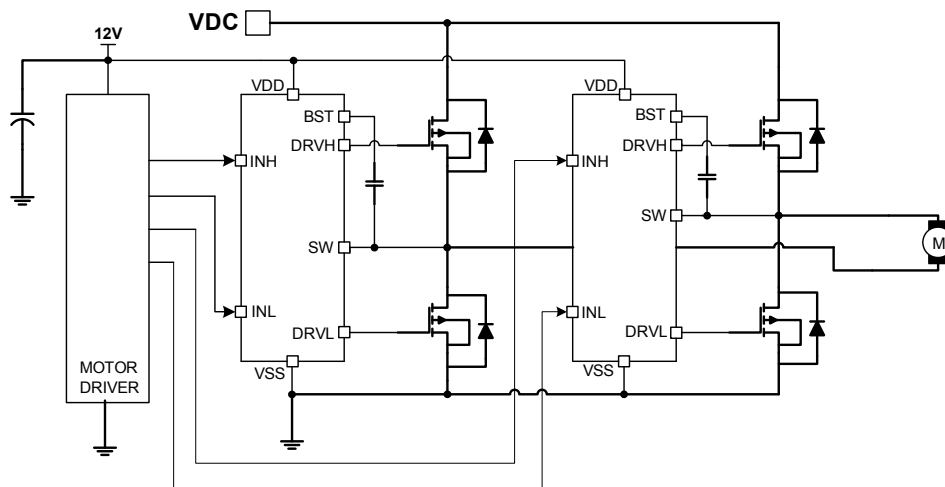 VDC
12V
VDD
VDD
BST
BST
DRVH
DRVH
INH
INH
SW
SW
M
INL
INL
DRVL
DRVL
VSS
VSS
MOTOR
DRIVER